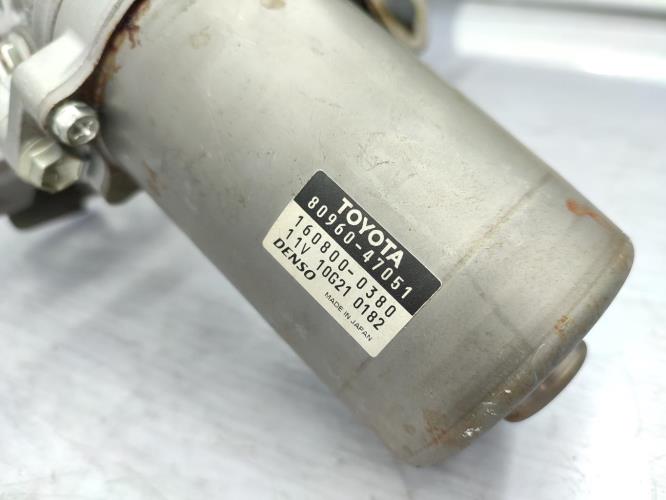 TOYOTA
80960-47051
160800-0380
11V 10G21 0182
DENSO MADE IN JAPAN